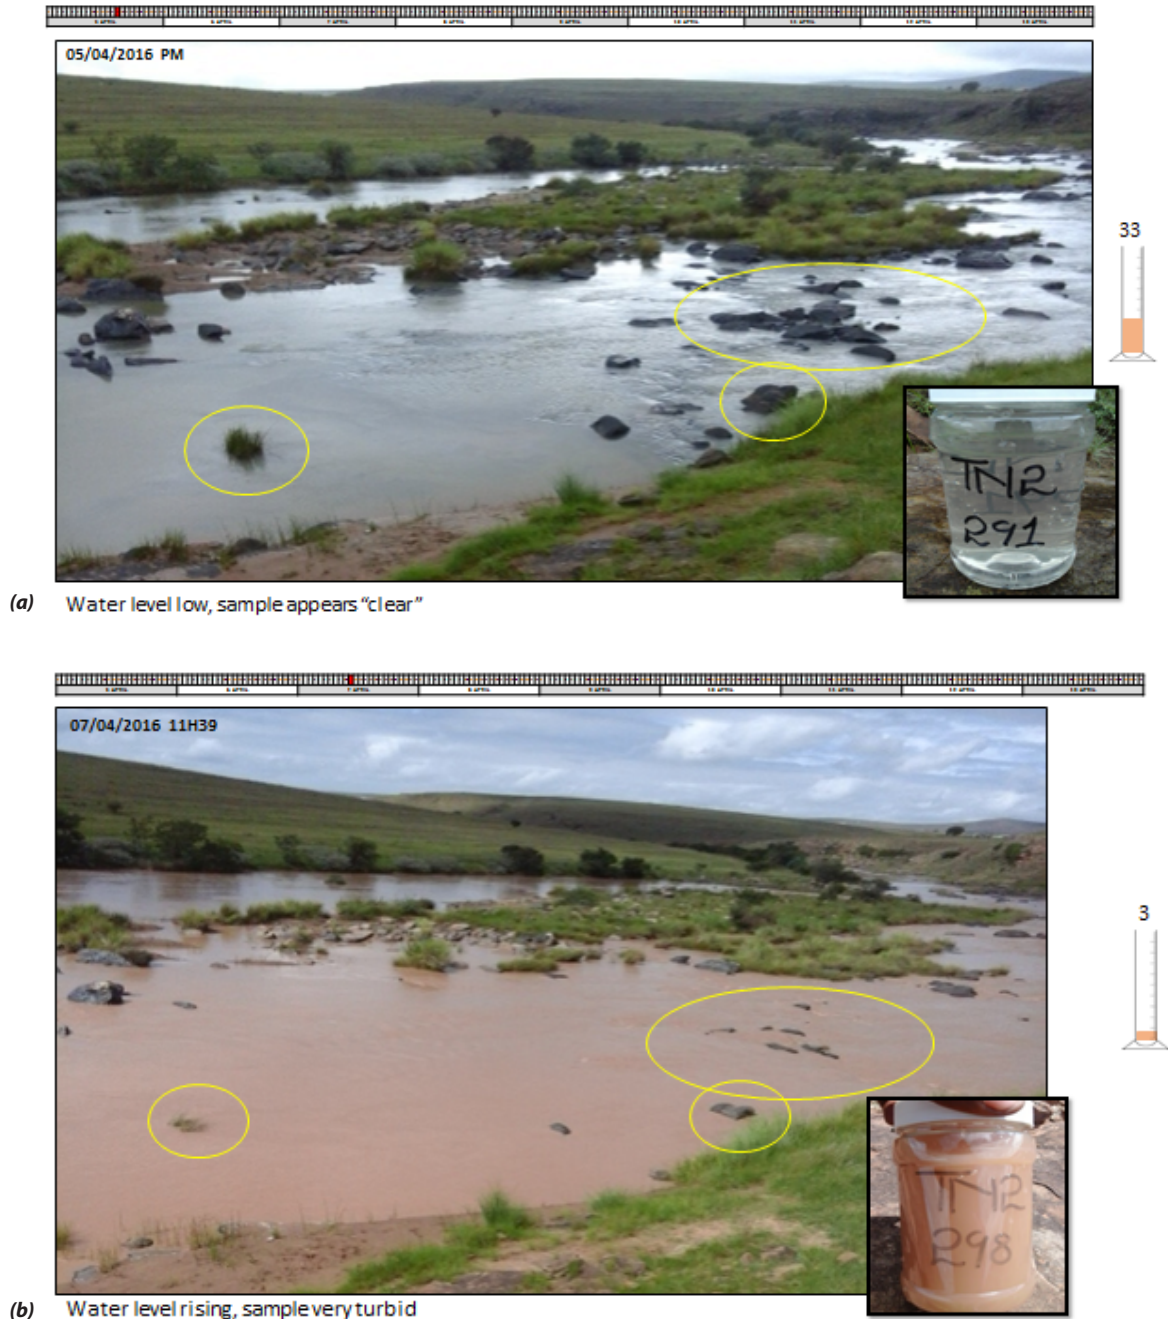 05/04/2016 PM
33
TN2
291
(a) Water level low, sample appears “clear”
07/04/2016 11H39
3
TN2
298
(b) Water level rising, sample very turbid